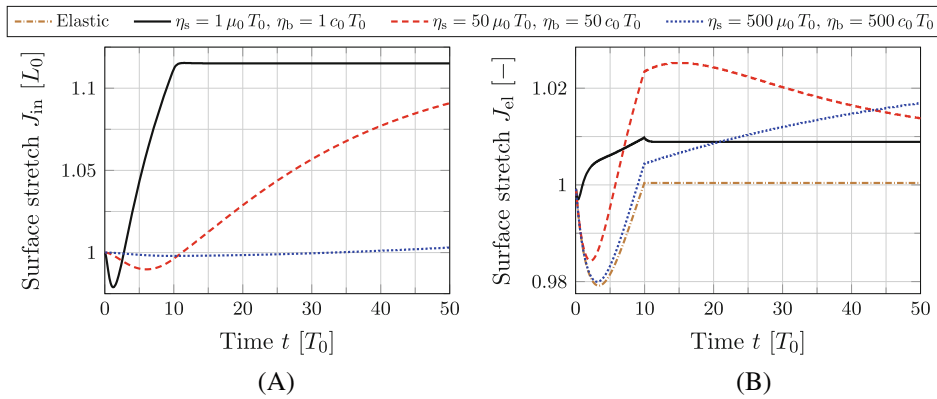 Elastic η_s = 1 μ_0 T_0, η_b = 1 c_0 T_0 η_s = 50 μ_0 T_0, η_b = 50 c_0 T_0 η_s = 500 μ_0 T_0, η_b = 500 c_0 T_0
Surface stretch J_in [L_0]
1.1
1.05
1
0 10 20 30 40 50
Time t [T_0]
(A)
Surface stretch J_el [−]
1.02
1
0.98
0 10 20 30 40 50
Time t [T_0]
(B)